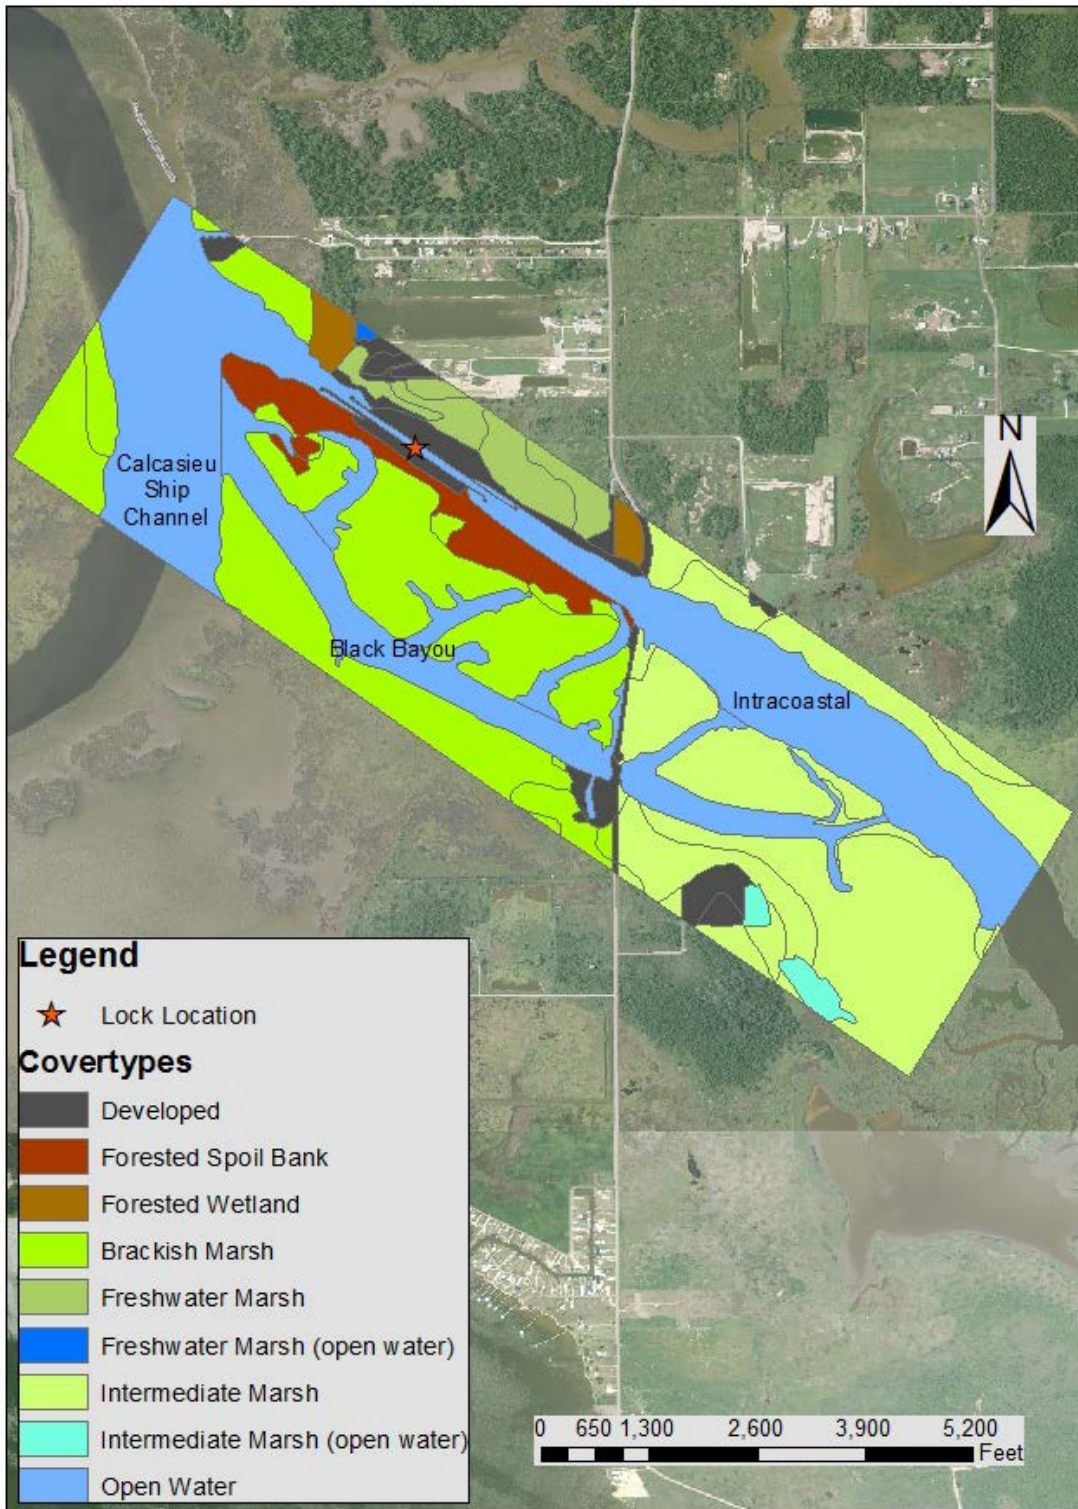 Calcasieu
Ship
Channel
N
Black Bayou
Intracoastal
Legend
Lock Location
Covertypes
Developed
Forested Spoil Bank
Forested Wetland
Brackish Marsh
Freshwater Marsh
Freshwater Marsh (open water)
Intermediate Marsh
Intermediate Marsh (open water)
Open Water
0 650 1,300 2,600 3,900 5,200
Feet